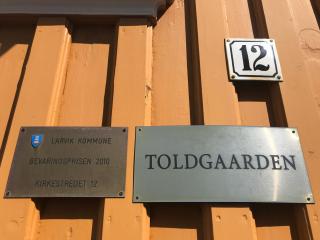 12
LARVIK KOMMUNE
BEVARINGSPRISEN 2010
KIRKESTREDET 12
TOLDGAARDEN